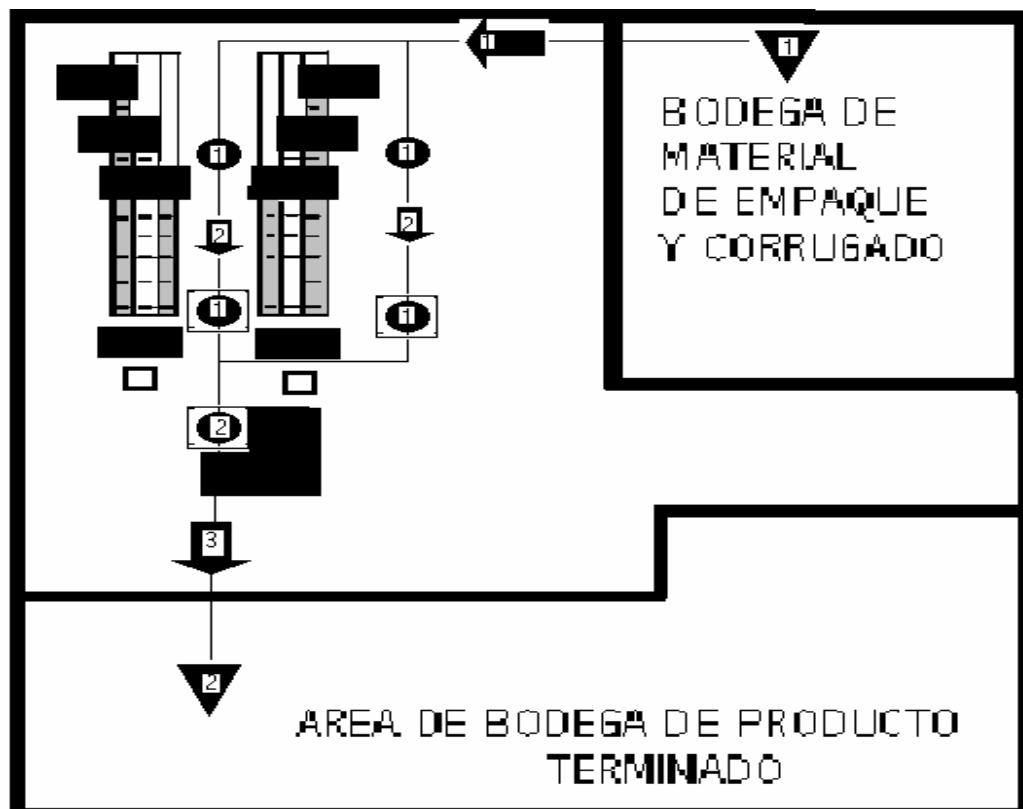 1
1
BODEGA DE
MATERIAL
DE EMPAQUE
Y CORRUGADO
1
1
2
2
1
1
2
3
2
AREA DE BODEGA DE PRODUCTO
TERMINADO